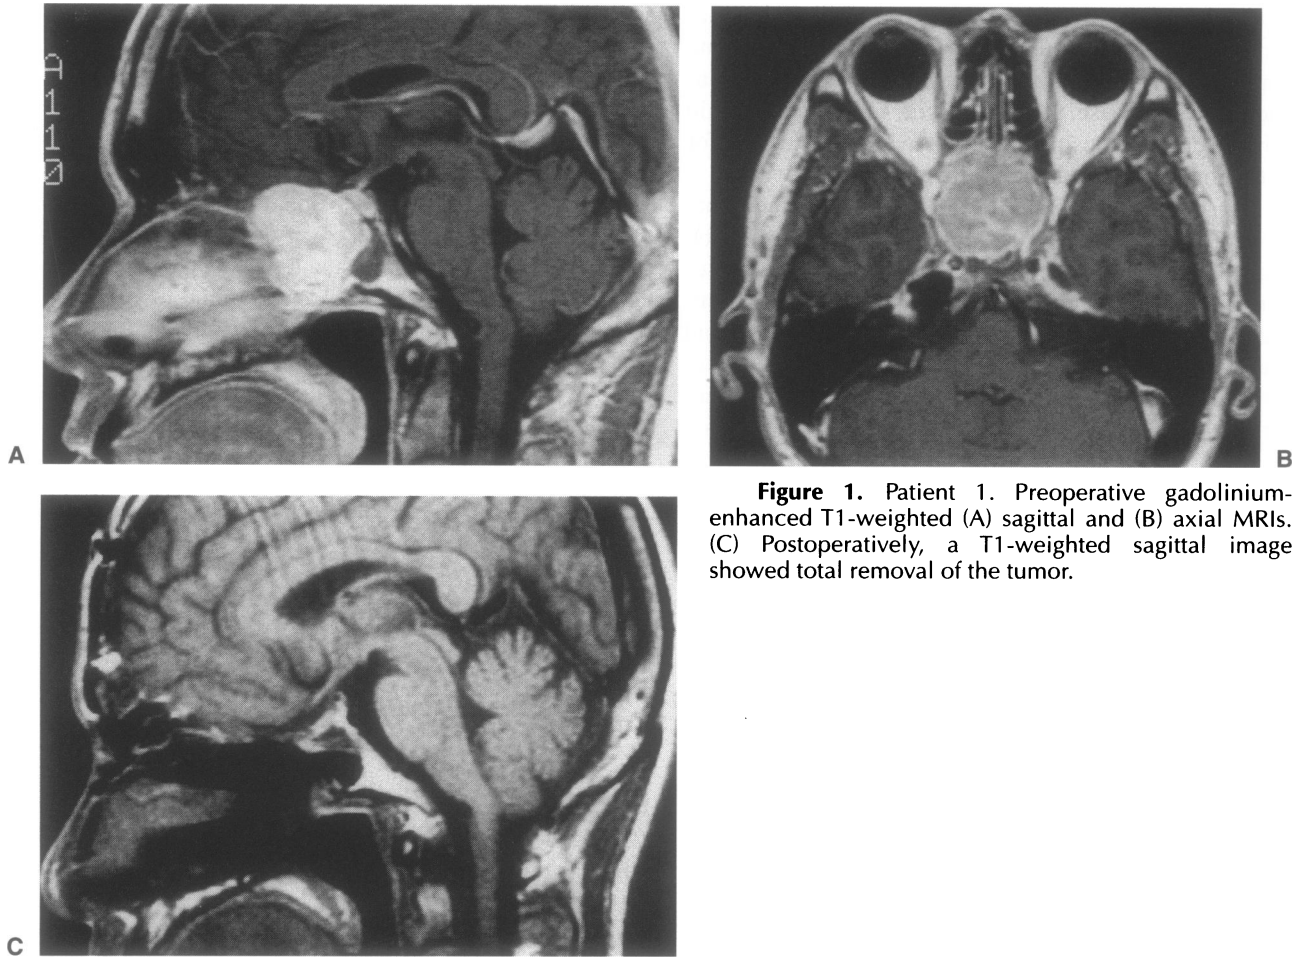 A
1
1
0
A
B
Figure 1. Patient 1. Preoperative gadolinium-
enhanced T1-weighted (A) sagittal and (B) axial MRIs.
(C) Postoperatively, a T1-weighted sagittal image
showed total removal of the tumor.
C